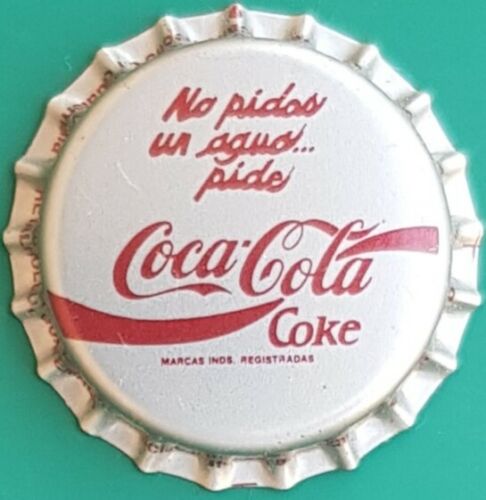 No pidas
un agua...
pide
Coca-Cola
Coke
MARCAS INDS. REGISTRADAS